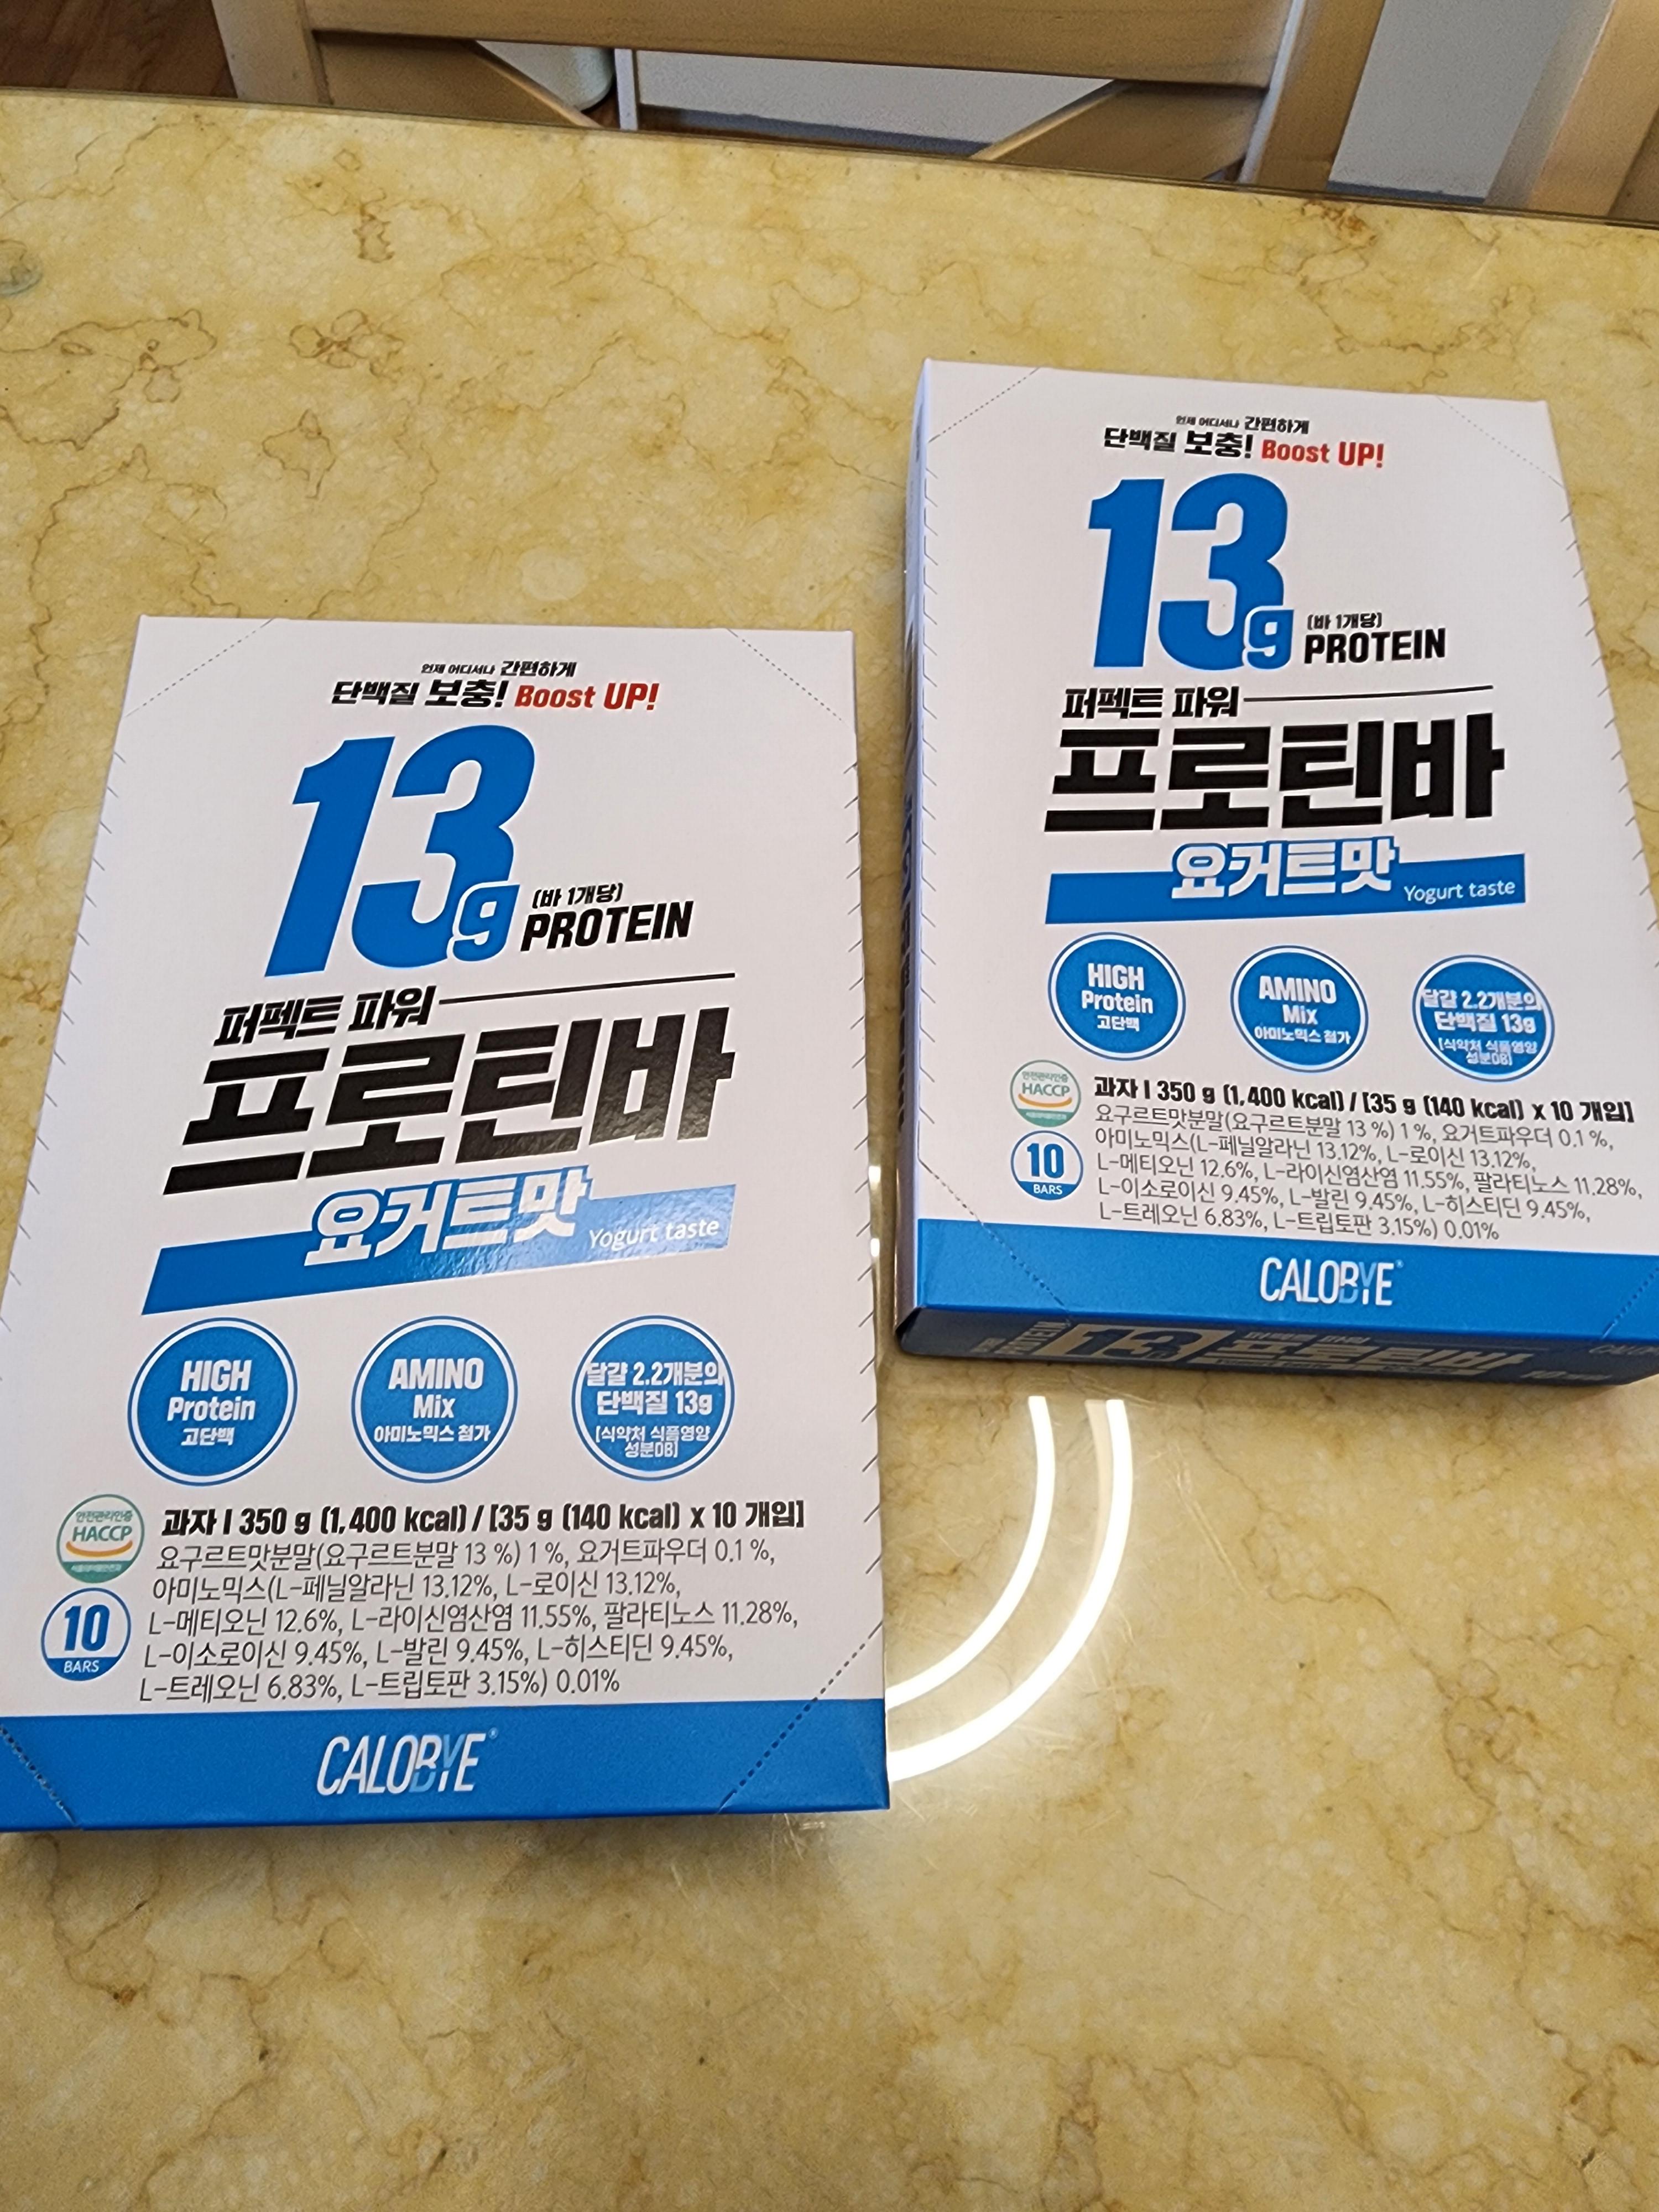 언제 어디서나 간편하게
단백질 보충! Boost UP!
13g (바 1개당)
PROTEIN
퍼펙트 파워
프로틴바
요거트맛 Yogurt taste
HIGH
Protein
고단백
AMINO
Mix
아미노믹스 첨가
달걀 2.2개분의
단백질 13g
[식약처 식품영양
성분DB]
안전관리인증
HACCP
10
BARS
과자 I 350 g (1,400 kcal) / [35 g (140 kcal) x 10 개입]
요구르트맛분말(요구르트분말 13 %) 1 %, 요거트파우더 0.1 %,
아미노믹스(L-페닐알라닌 13.12%, L-로이신 13.12%,
L-메티오닌 12.6%, L-라이신염산염 11.55%, 팔라티노스 11.28%,
L-이소로이신 9.45%, L-발린 9.45%, L-히스티딘 9.45%,
L-트레오닌 6.83%, L-트립토판 3.15%) 0.01%
CALOBYE®
언제 어디서나 간편하게
단백질 보충! Boost UP!
13g (바 1개당)
PROTEIN
퍼펙트 파워
프로틴바
요거트맛 Yogurt taste
HIGH
Protein
고단백
AMINO
Mix
아미노믹스 첨가
달걀 2.2개분의
단백질 13g
[식약처 식품영양
성분DB]
안전관리인증
HACCP
10
BARS
과자 I 350 g (1,400 kcal) / [35 g (140 kcal) x 10 개입]
요구르트맛분말(요구르트분말 13 %) 1 %, 요거트파우더 0.1 %,
아미노믹스(L-페닐알라닌 13.12%, L-로이신 13.12%,
L-메티오닌 12.6%, L-라이신염산염 11.55%, 팔라티노스 11.28%,
L-이소로이신 9.45%, L-발린 9.45%, L-히스티딘 9.45%,
L-트레오닌 6.83%, L-트립토판 3.15%) 0.01%
CALOBYE®
13 퍼펙트 파워
프로틴바